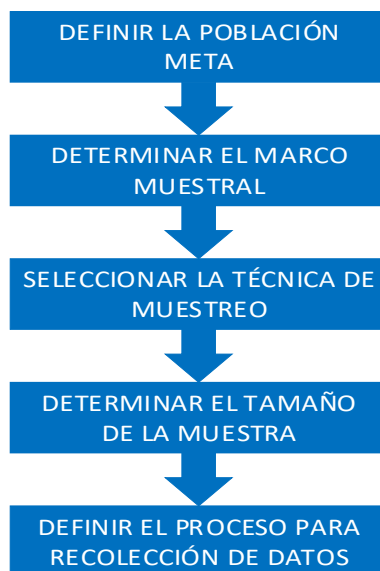 DEFINIR LA POBLACIÓN
META
DETERMINAR EL MARCO
MUESTRAL
SELECCIONAR LA TÉCNICA DE
MUESTREO
DETERMINAR EL TAMAÑO
DE LA MUESTRA
DEFINIR EL PROCESO PARA
RECOLECCIÓN DE DATOS